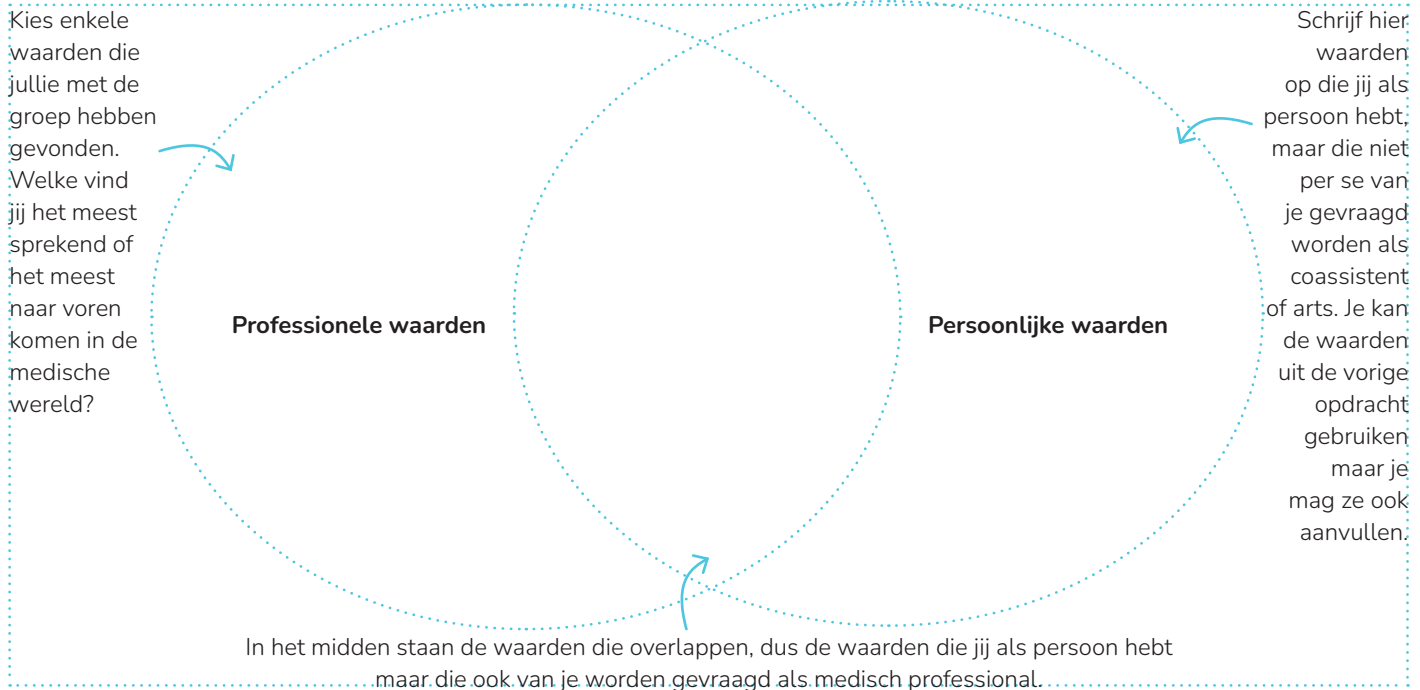 Kies enkele
waarden die
jullie met de
groep hebben
gevonden.
Welke vind
jij het meest
sprekend of
het meest
naar voren
komen in de
medische
wereld?
Professionele waarden
Persoonlijke waarden
Schrijf hier
waarden
op die jij als
persoon hebt,
maar die niet
per se van
je gevraagd
worden als
coassistent
of arts. Je kan
de waarden
uit de vorige
opdracht
gebruiken
maar je
mag ze ook
aanvullen.
In het midden staan de waarden die overlappen, dus de waarden die jij als persoon hebt
maar die ook van je worden gevraagd als medisch professional.